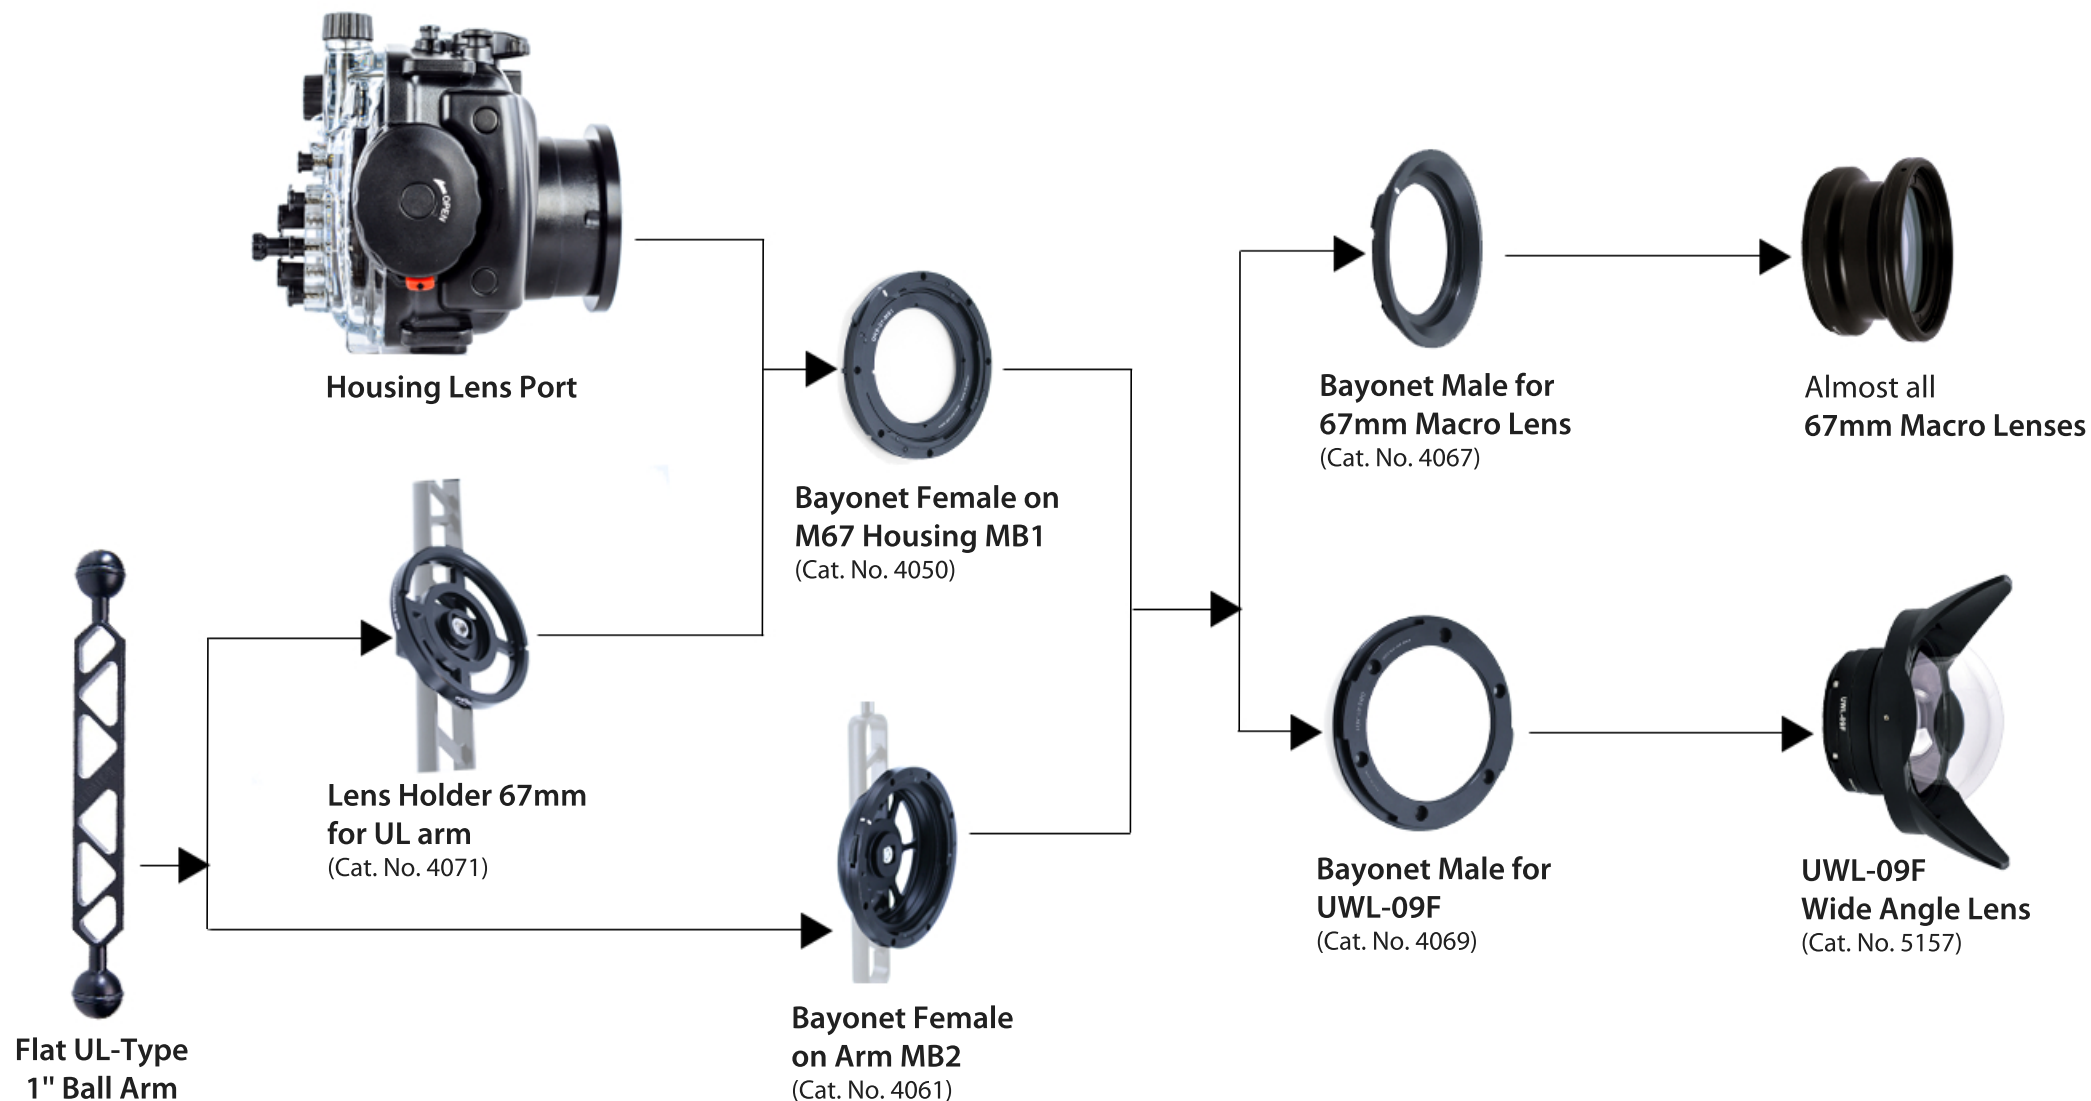 OPEN
Housing Lens Port
Bayonet Female on
M67 Housing MB1
(Cat. No. 4050)
Bayonet Male for
67mm Macro Lens
(Cat. No. 4067)
Almost all
67mm Macro Lenses
Lens Holder 67mm
for UL arm
(Cat. No. 4071)
UWL-09F
Bayonet Male for
UWL-09F
(Cat. No. 4069)
UWL-09F
Wide Angle Lens
(Cat. No. 5157)
Flat UL-Type
1" Ball Arm
Bayonet Female
on Arm MB2
(Cat. No. 4061)